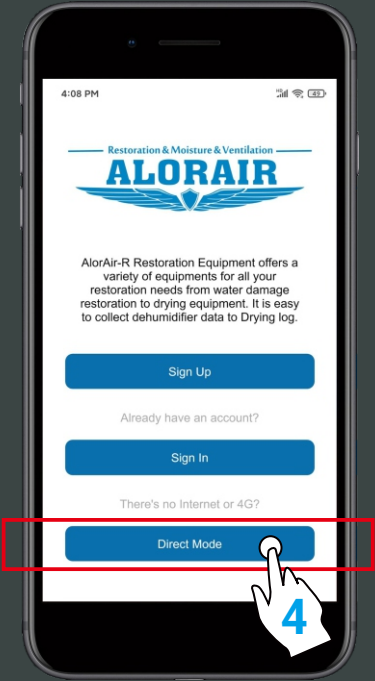 4:08 PM
49
Restoration & Moisture & Ventilation
ALORAIR
AlorAir-R Restoration Equipment offers a
variety of equipments for all your
restoration needs from water damage
restoration to drying equipment. It is easy
to collect dehumidifier data to Drying log.
Sign Up
Already have an account?
Sign In
There's no Internet or 4G?
Direct Mode
4